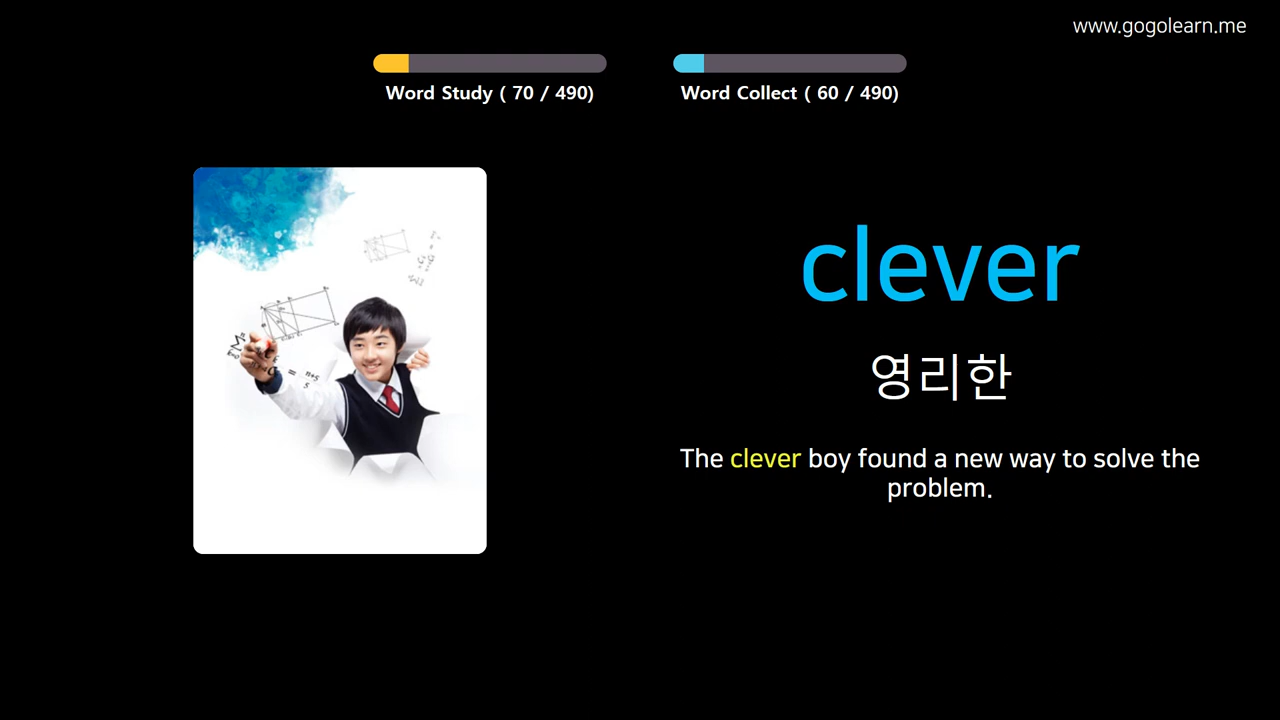 www.gogolearn.me
Word Study ( 70 / 490)
Word Collect ( 60 / 490)
clever
영리한
The clever boy found a new way to solve the
problem.